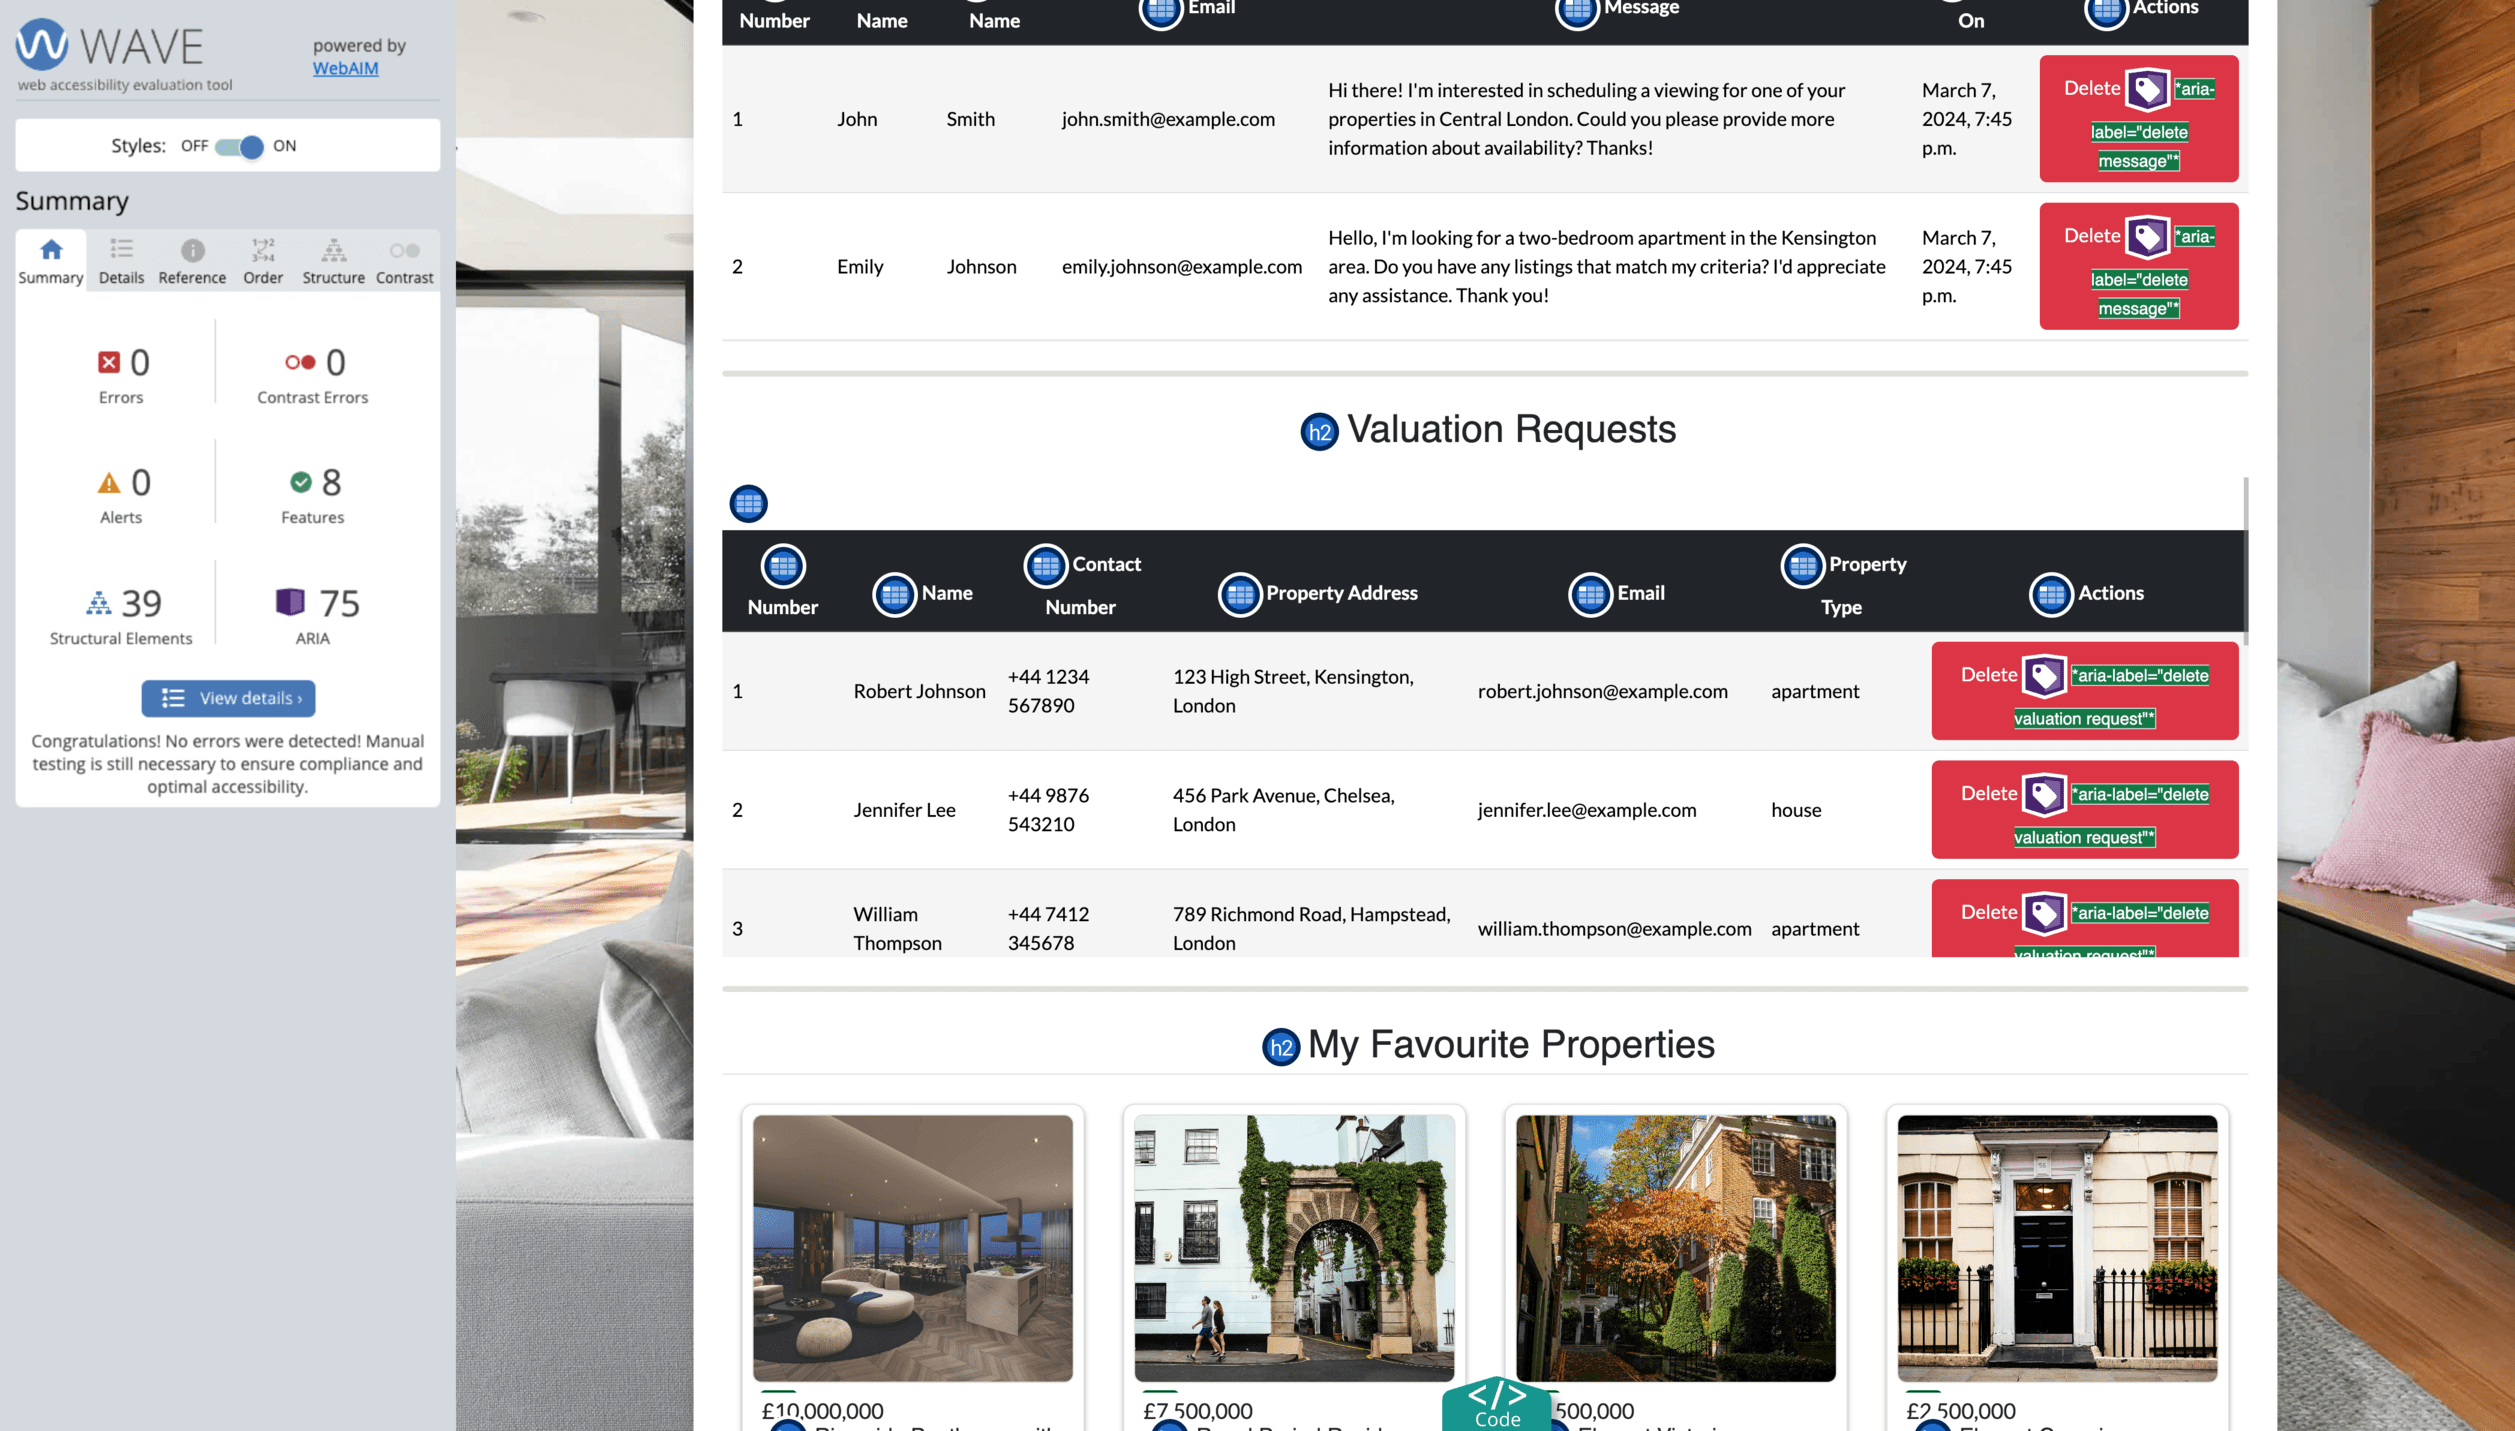 WAVE
powered by
WebAIM
web accessibility evaluation tool
Styles: OFF ON
Summary
Summary Details Reference Order Structure Contrast
0 0
Errors Contrast Errors
0 8
Alerts Features
39 75
Structural Elements ARIA
View details ›
Congratulations! No errors were detected! Manual
testing is still necessary to ensure compliance and
optimal accessibility.
Email Message Actions
Number Name Name On
1 John Smith john.smith@example.com
Hi there! I'm interested in scheduling a viewing for one of your
properties in Central London. Could you please provide more
information about availability? Thanks!
March 7,
2024, 7:45
p.m.
Delete *aria-
label="delete
message"*
2 Emily Johnson emily.johnson@example.com
Hello, I'm looking for a two-bedroom apartment in the Kensington
area. Do you have any listings that match my criteria? I'd appreciate
any assistance. Thank you!
March 7,
2024, 7:45
p.m.
Delete *aria-
label="delete
message"*
h2 Valuation Requests
Number
Name
Contact
Number
Property Address
Email
Property
Type
Actions
1 Robert Johnson
+44 1234
567890
123 High Street, Kensington,
London
robert.johnson@example.com apartment
Delete *aria-label="delete
valuation request"*
2 Jennifer Lee
+44 9876
543210
456 Park Avenue, Chelsea,
London
jennifer.lee@example.com house
Delete *aria-label="delete
valuation request"*
3
William
Thompson
+44 7412
345678
789 Richmond Road, Hampstead,
London
william.thompson@example.com apartment
Delete *aria-label="delete
valuation request"*
h2 My Favourite Properties
£10,000,000
£7,500,000
500,000
£2,500,000
</>
Code